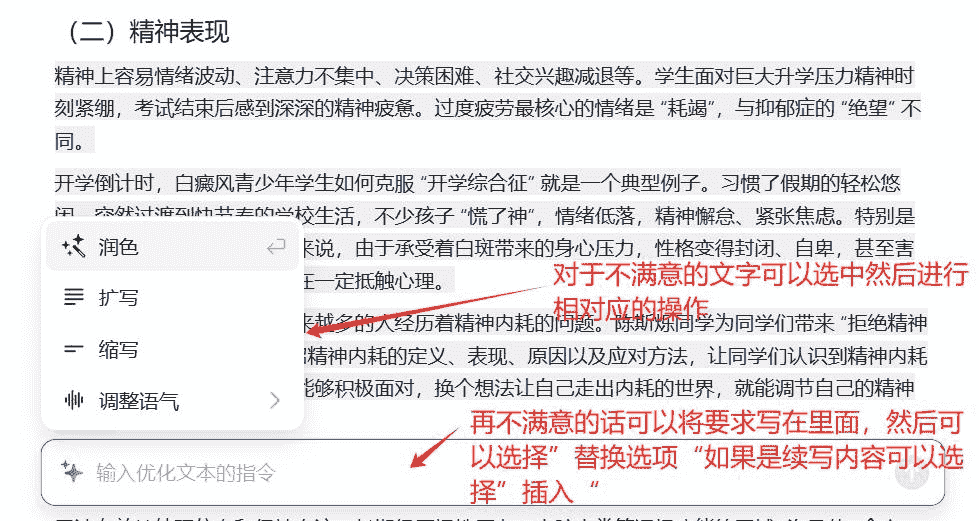 （二）精神表现
精神上容易情绪波动、注意力不集中、决策困难、社交兴趣减退等。学生面对巨大升学压力精神时
刻紧绷，考试结束后感到深深的精神疲惫。过度疲劳最核心的情绪是 “耗竭”，与抑郁症的 “绝望” 不
同。
开学倒计时，白癜风青少年学生如何克服 “开学综合征” 就是一个典型例子。习惯了假期的轻松悠
闲，突然过渡到快节奏的学校生活，不少孩子 “慌了神”，情绪低落，精神懈怠、紧张焦虑。特别是
润色
来说，由于承受着白斑带来的身心压力，性格变得封闭、自卑，甚至害
在一定抵触心理。
对于不满意的文字可以选中然后进行
相对应的操作
扩写
来越多的人经历着精神内耗的问题。陈斯烁同学为同学们带来 “拒绝精神
缩写
绍精神内耗的定义、表现、原因以及应对方法，让同学们认识到精神内耗
能够积极面对，换个想法让自己走出内耗的世界，就能调节自己的精神
调整语气
再不满意的话可以将要求写在里面，然后可
以选择” 替换选项 “如果是续写内容可以选
择” 插入 “
输入优化文本的指令